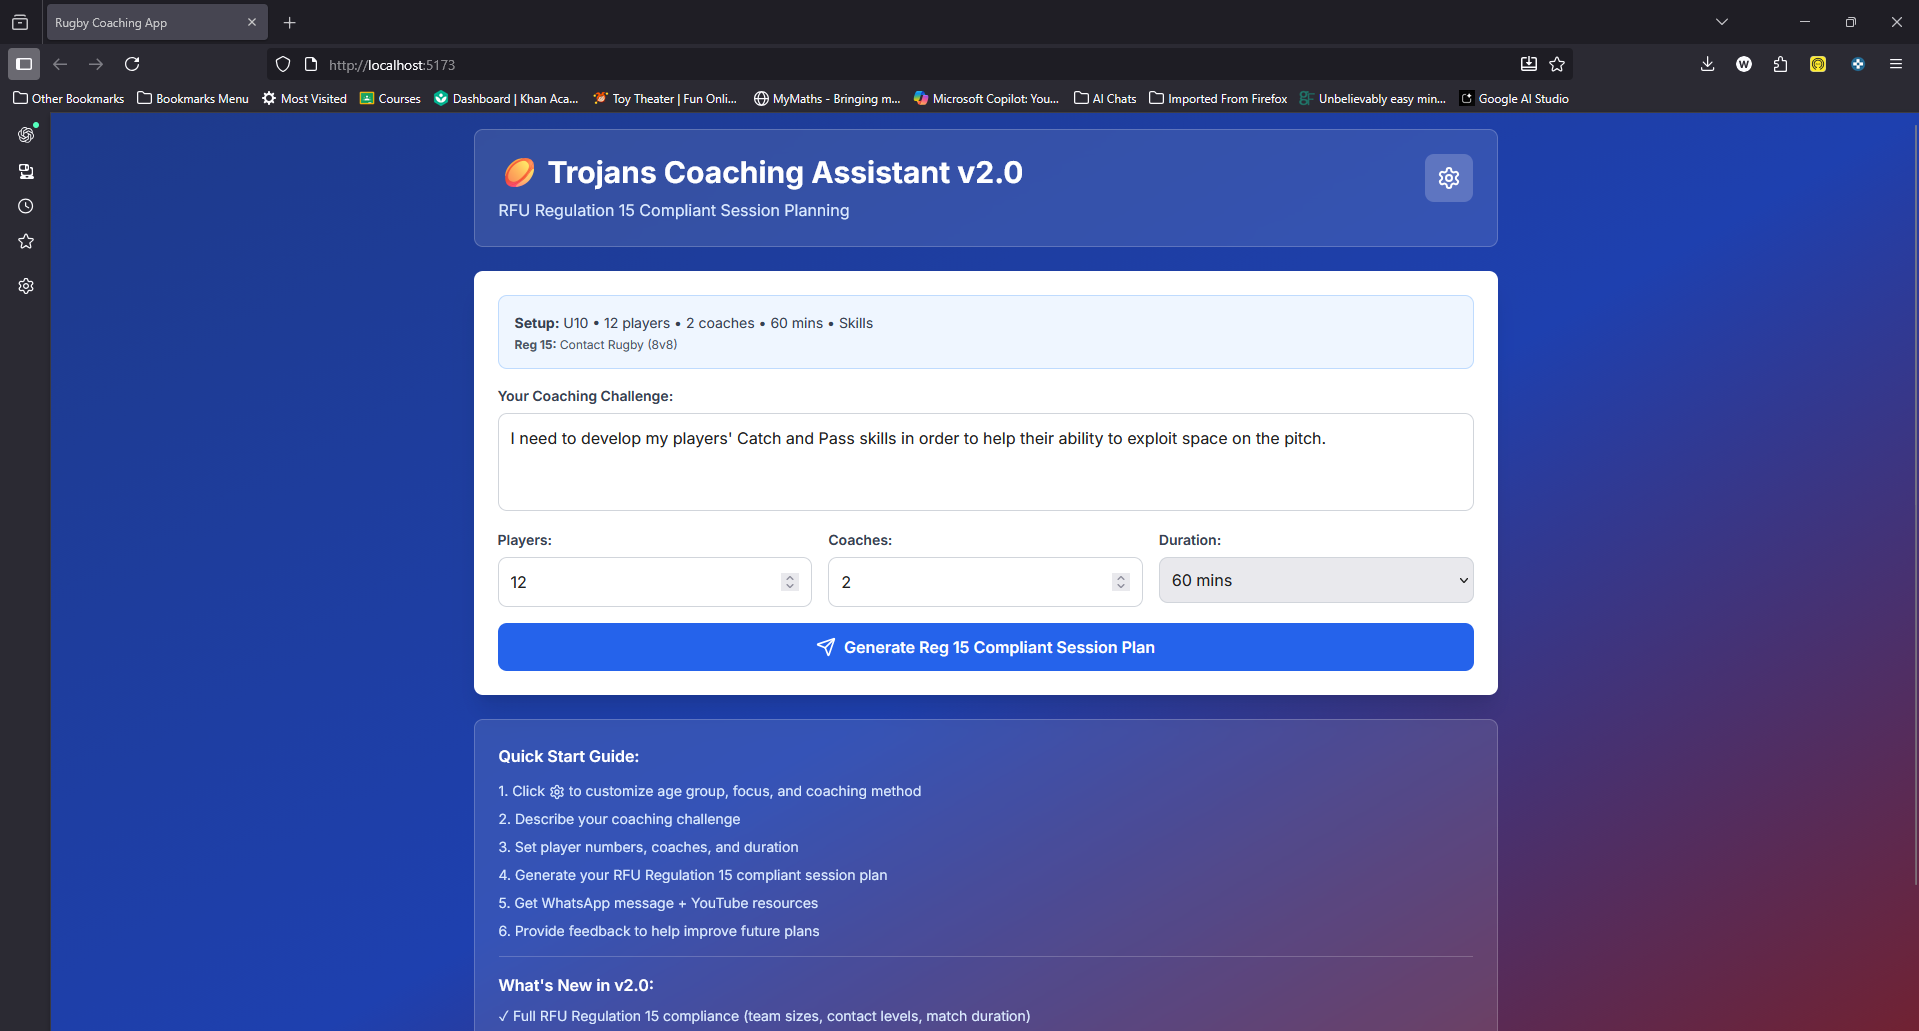 Rugby Coaching App
http://localhost:5173
Other Bookmarks
Bookmarks Menu
Most Visited
Courses
Dashboard | Khan Aca...
Toy Theater | Fun Onli...
MyMaths - Bringing m...
Microsoft Copilot: You...
AI Chats
Imported From Firefox
Unbelievably easy min...
Google AI Studio
Trojans Coaching Assistant v2.0
RFU Regulation 15 Compliant Session Planning
Setup: U10 • 12 players • 2 coaches • 60 mins • Skills
Reg 15: Contact Rugby (8v8)
Your Coaching Challenge:
I need to develop my players' Catch and Pass skills in order to help their ability to exploit space on the pitch.
Players:
Coaches:
Duration:
12
2
60 mins
Generate Reg 15 Compliant Session Plan
Quick Start Guide:
1. Click to customize age group, focus, and coaching method
2. Describe your coaching challenge
3. Set player numbers, coaches, and duration
4. Generate your RFU Regulation 15 compliant session plan
5. Get WhatsApp message + YouTube resources
6. Provide feedback to help improve future plans
What's New in v2.0:
✓ Full RFU Regulation 15 compliance (team sizes, contact levels, match duration)